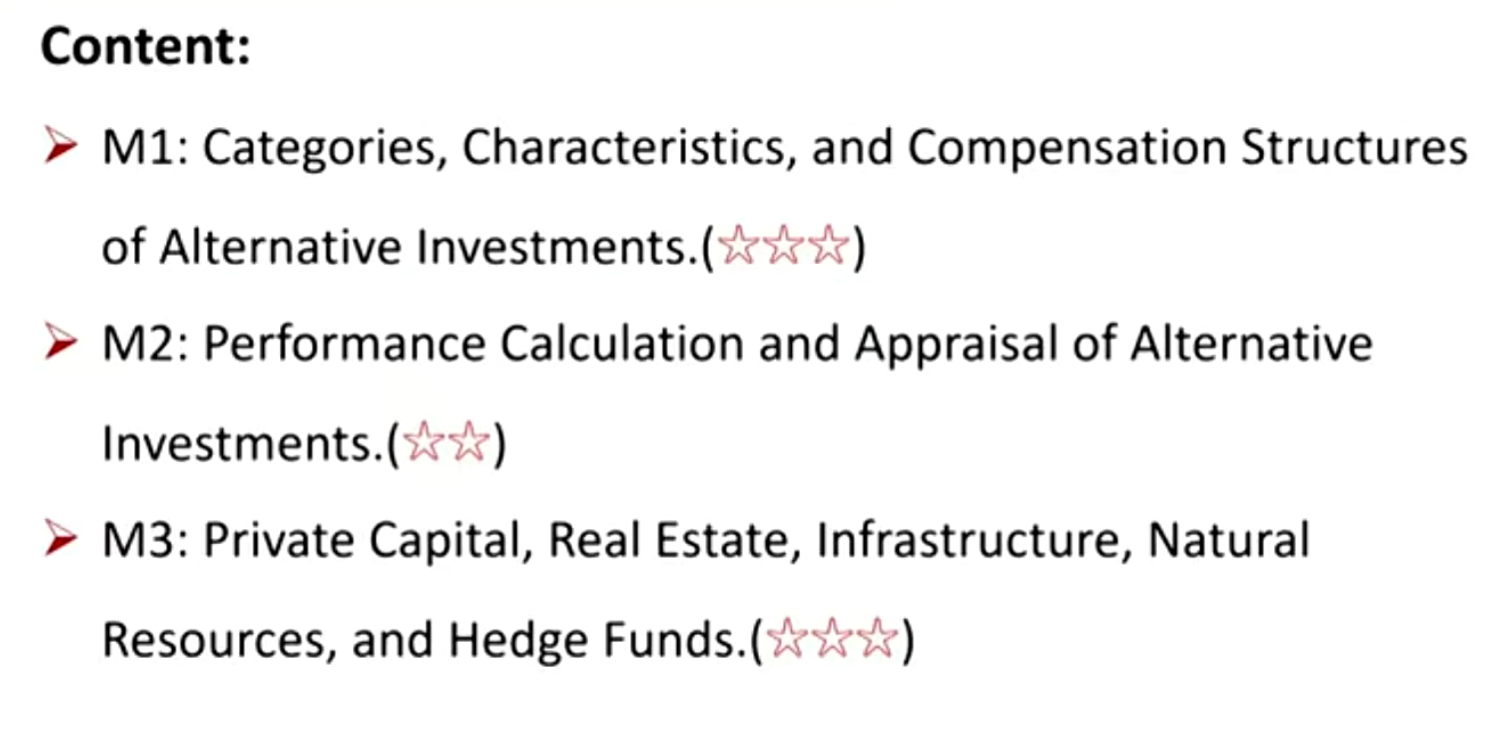 Content:
➢ M1: Categories, Characteristics, and Compensation Structures
of Alternative Investments.(☆☆☆)
➢ M2: Performance Calculation and Appraisal of Alternative
Investments.(☆☆)
➢ M3: Private Capital, Real Estate, Infrastructure, Natural
Resources, and Hedge Funds.(☆☆☆)